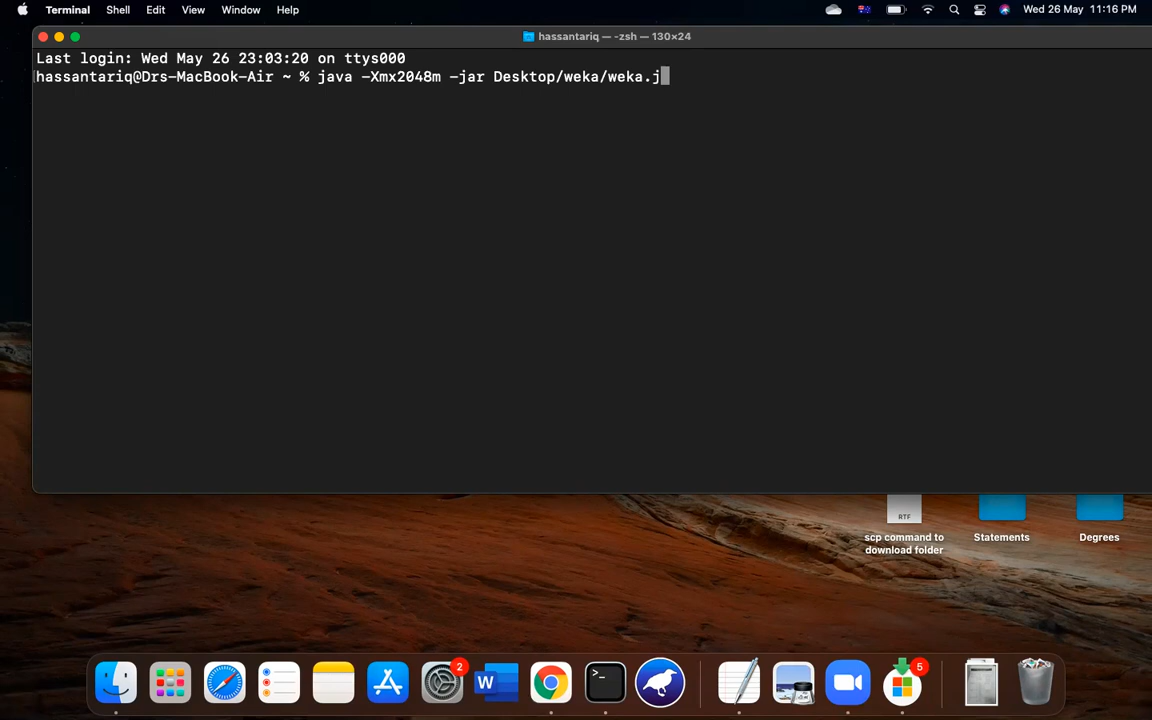 Terminal Shell Edit View Window Help Wed 26 May 11:16 PM
hassantariq — -zsh — 130×24
Last login: Wed May 26 23:03:20 on ttys000
hassantariq@Drs-MacBook-Air ~ % java -Xmx2048m -jar Desktop/weka/weka.j
RTF
scp command to
download folder
Statements
Degrees
2
W
>_
5